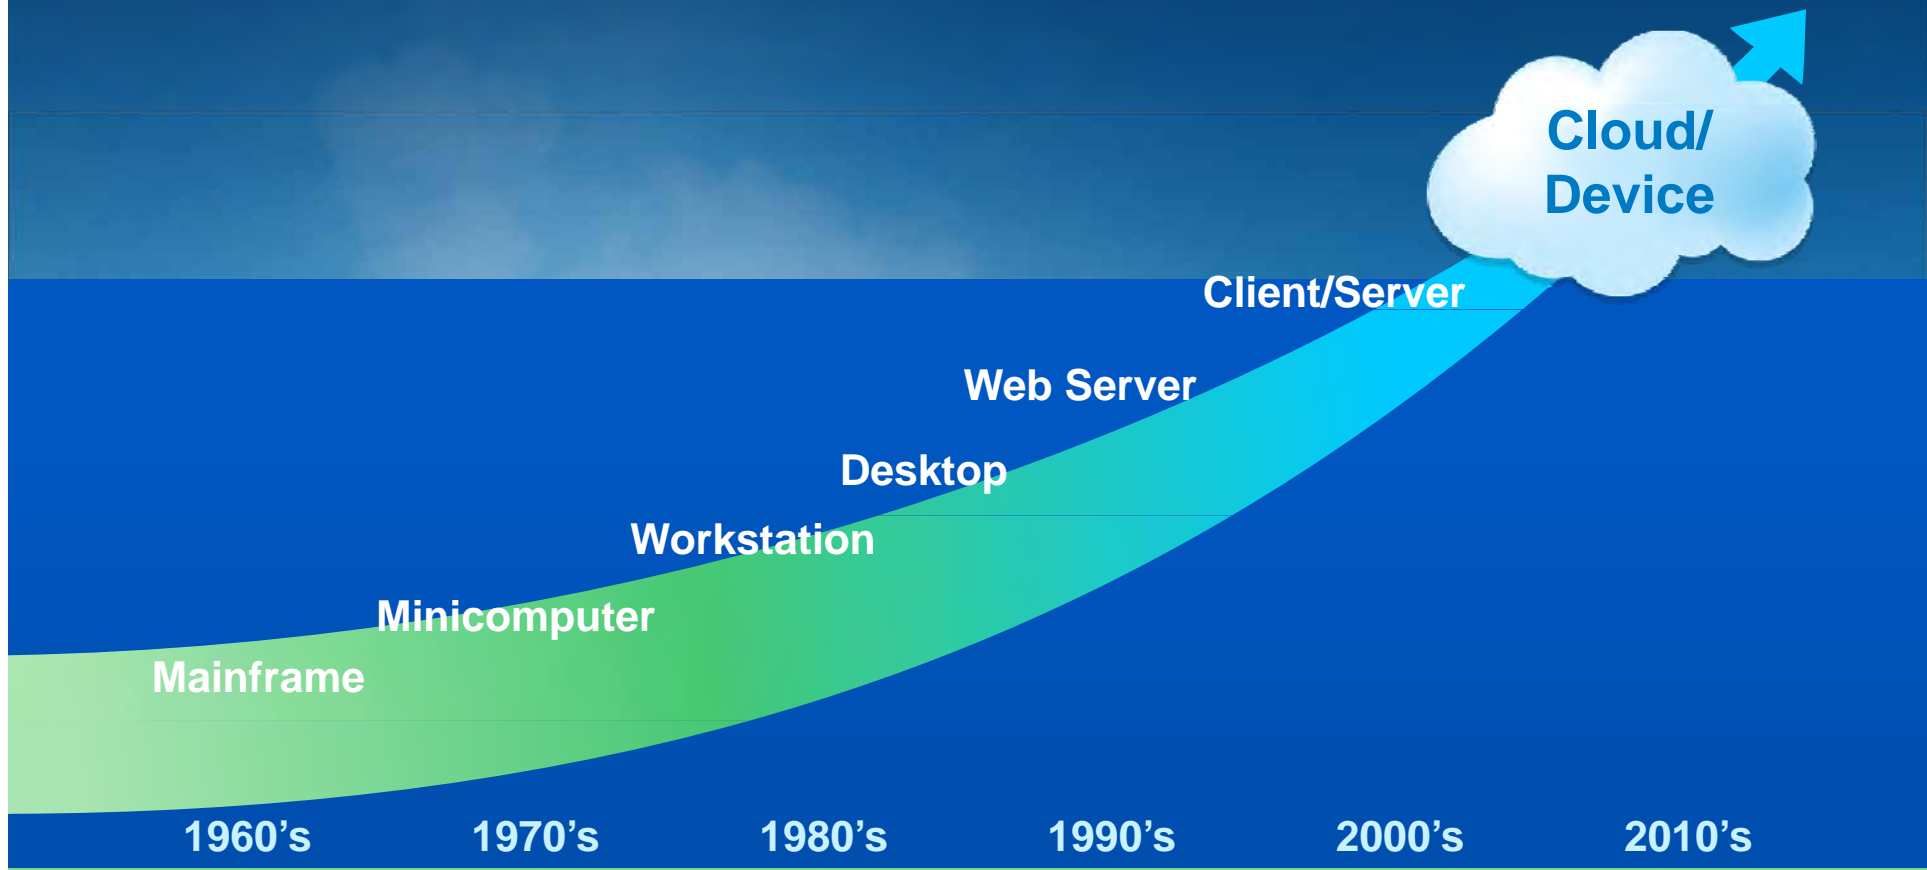 Cloud/
Device
Client/Server
Web Server
Desktop
Workstation
Minicomputer
Mainframe
1960’s 1970’s 1980’s 1990’s 2000’s 2010’s